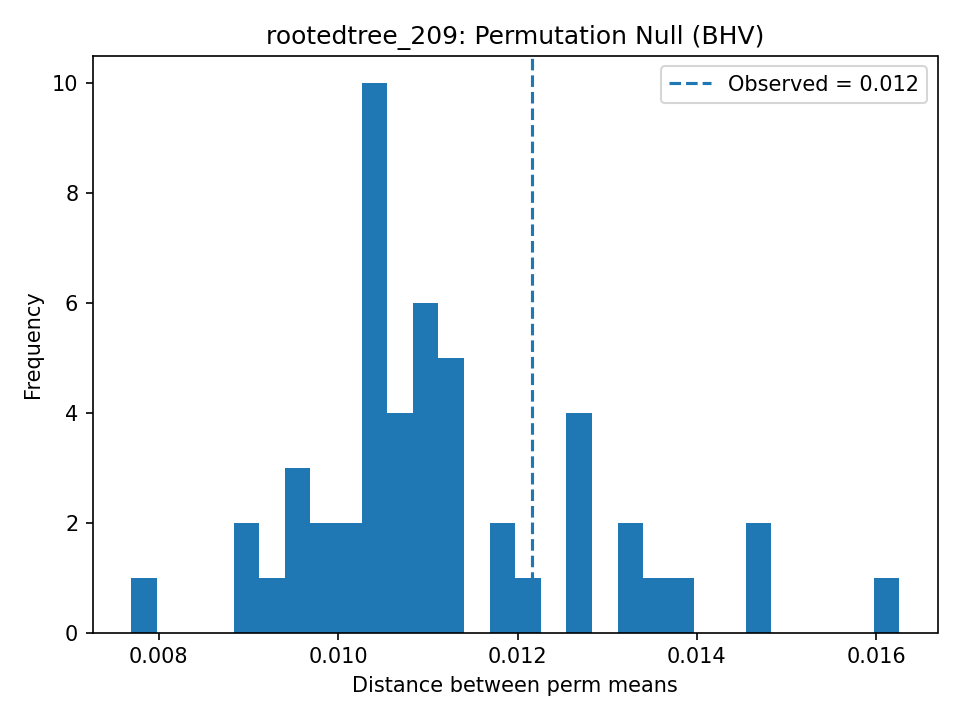 rootedtree_209: Permutation Null (BHV)
Observed = 0.012
Frequency
10
8
6
4
2
0
0.008 0.010 0.012 0.014 0.016
Distance between perm means